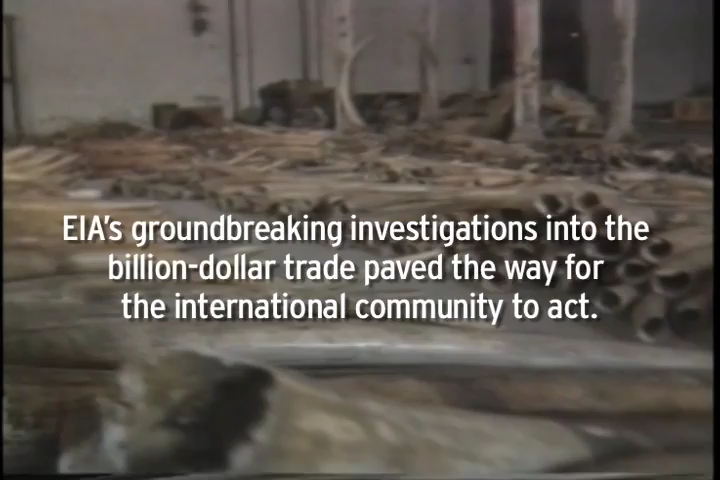 EIA's groundbreaking investigations into the
billion-dollar trade paved the way for
the international community to act.